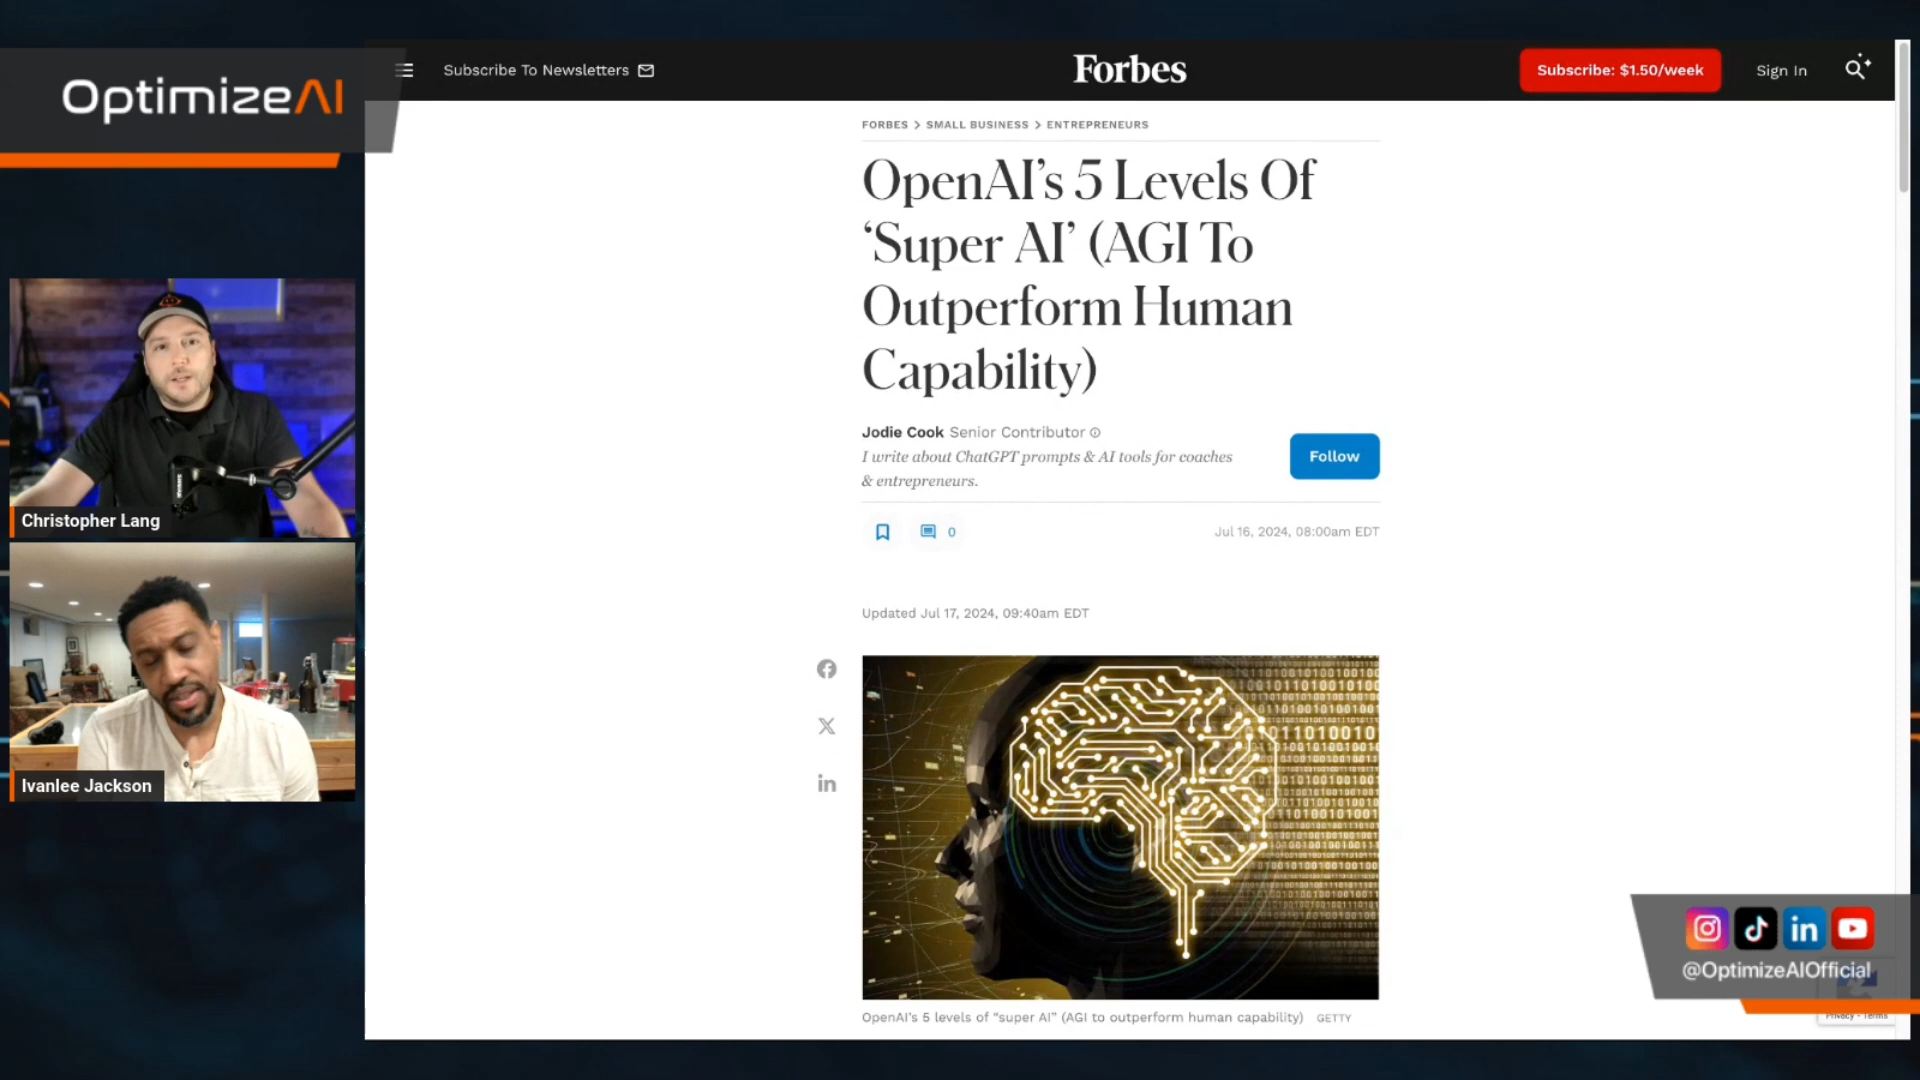 OptimizeAI
Subscribe To Newsletters
Forbes
Subscribe: $1.50/week
Sign In
FORBES > SMALL BUSINESS > ENTREPRENEURS
OpenAI's 5 Levels Of
'Super AI' (AGI To
Outperform Human
Capability)
Jodie Cook Senior Contributor
I write about ChatGPT prompts & AI tools for coaches
& entrepreneurs.
Follow
0
Jul 16, 2024, 08:00am EDT
Updated Jul 17, 2024, 09:40am EDT
Christopher Lang
Ivanlee Jackson
OpenAI's 5 levels of "super AI" (AGI to outperform human capability) GETTY
@OptimizeAIOfficial
Privacy - Terms